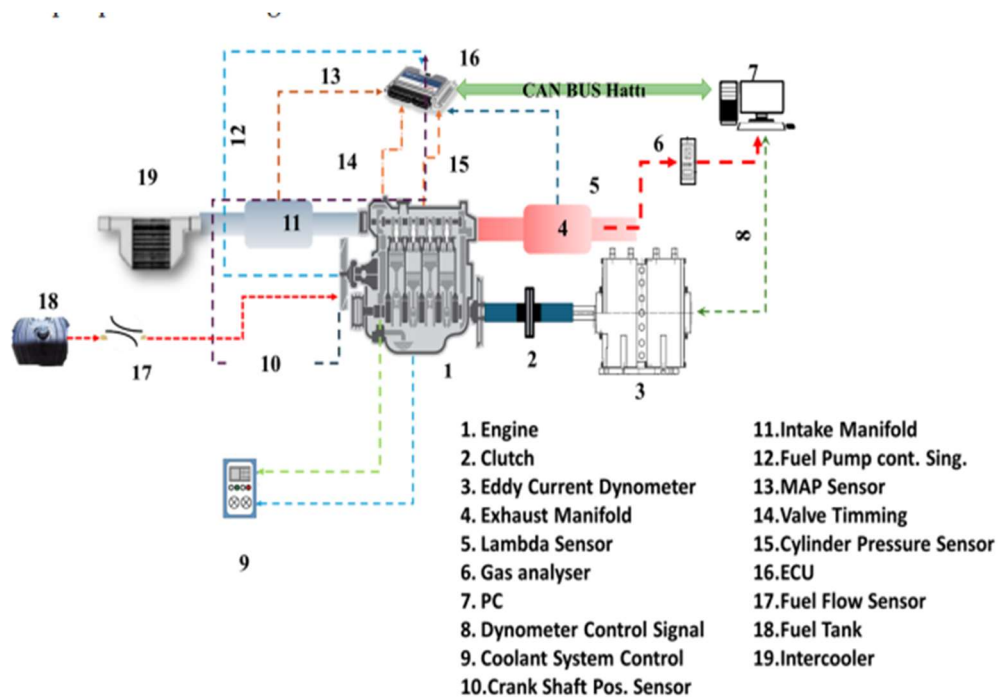 16
13
CAN BUS Hattı
7
12
14
15
6
19
5
11
4
8
18
10
17
1
2
3
9
1. Engine
2. Clutch
3. Eddy Current Dynometer
4. Exhaust Manifold
5. Lambda Sensor
6. Gas analyser
7. PC
8. Dynometer Control Signal
9. Coolant System Control
10.Crank Shaft Pos. Sensor
11.Intake Manifold
12.Fuel Pump cont. Sing.
13.MAP Sensor
14.Valve Timming
15.Cylinder Pressure Sensor
16.ECU
17.Fuel Flow Sensor
18.Fuel Tank
19.Intercooler